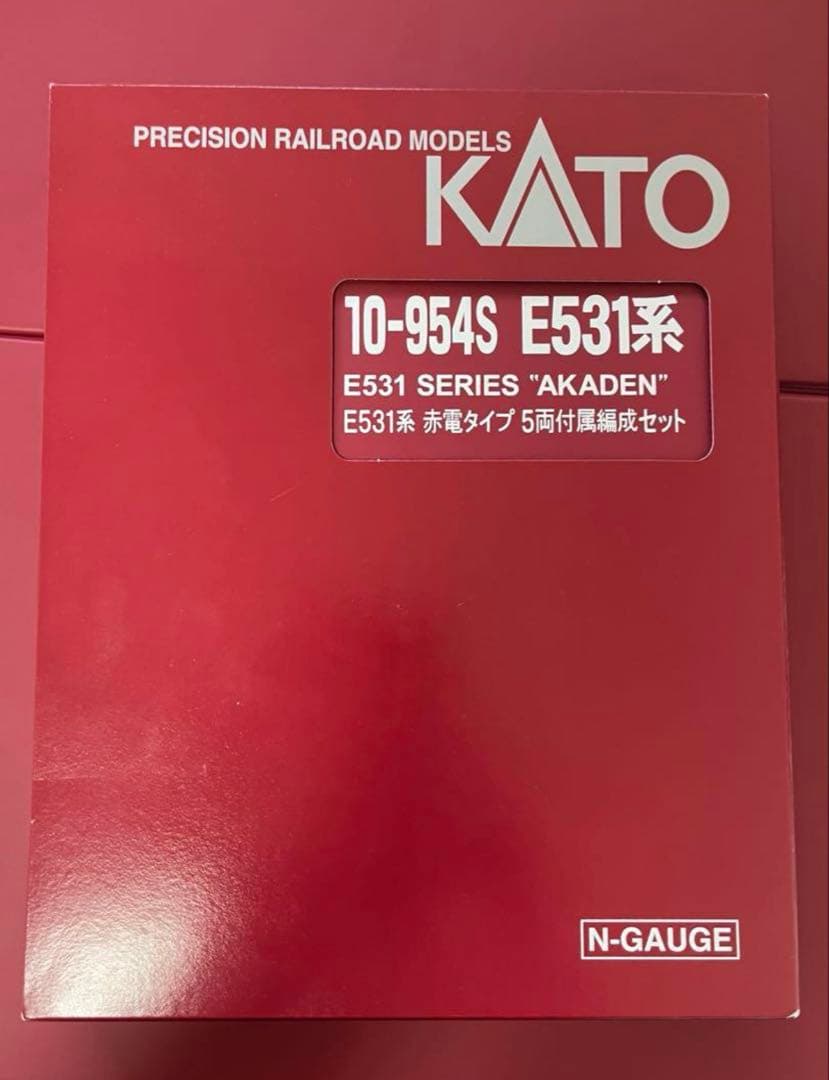 PRECISION RAILROAD MODELS
KATO
10-954S E531系
E531 SERIES “AKADEN”
E531系 赤電タイプ 5両付属編成セット
N-GAUGE